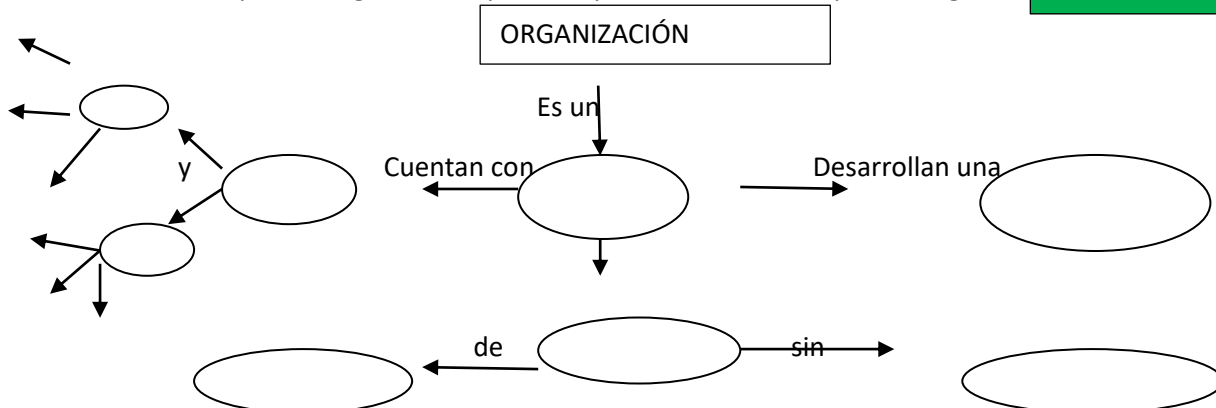 ORGANIZACIÓN
Es un
y
Cuentan con
Desarrollan una
de
sin